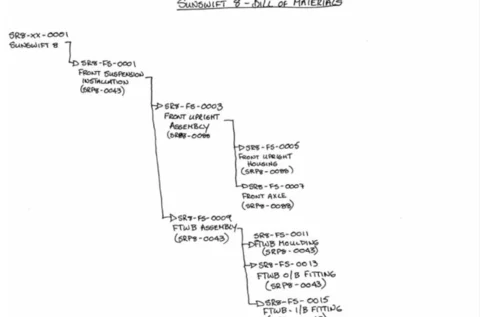 SUNSWIFT 8 - BILL OF MATERIALS
SR8-XX-0001
SUNSWIFT 8
SR8-FS-0001
FRONT SUSPENSION
INSTALLATION
(SRP8-0043)
SR8-FS-0003
FRONT UPRIGHT
ASSEMBLY
SR8-FS-0005
FRONT UPRIGHT
HOUSING
(SRP8-0088)
SR8-FS-0007
FRONT AXLE
(SRP8-0088)
SR8-FS-0009
FTWB ASSEMBLY
(SRP8-0043)
SR8-FS-0011
FTWB MOULDING
(SRP8-0043)
SR8-FS-0013
FTWB O/B FITTING
(SRP8-0043)
SR8-FS-0015
FTWB - I/B FITTING